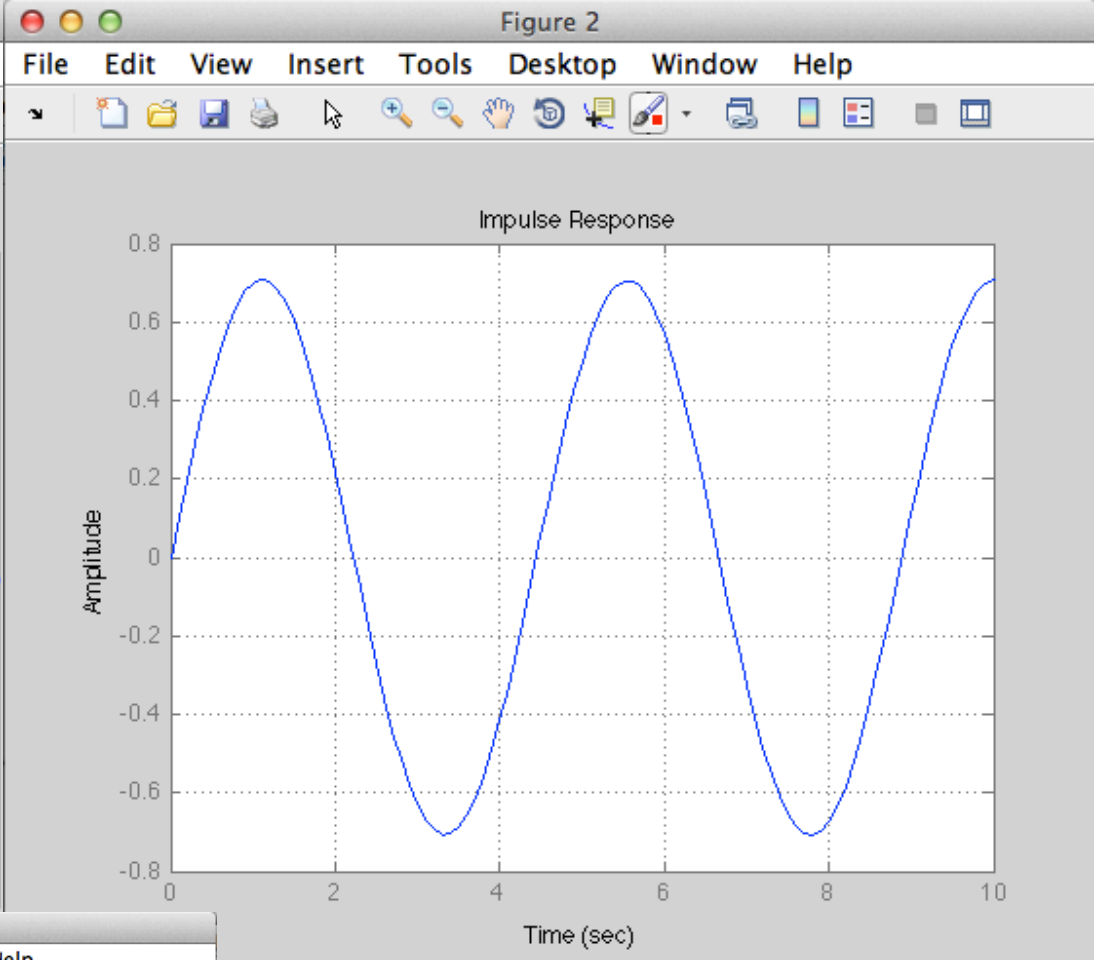 Figure 2
File Edit View Insert Tools Desktop Window Help
Impulse Response
0.8
0.6
0.4
0.2
0
-0.2
-0.4
-0.6
-0.8
Amplitude
0 2 4 6 8 10
Time (sec)